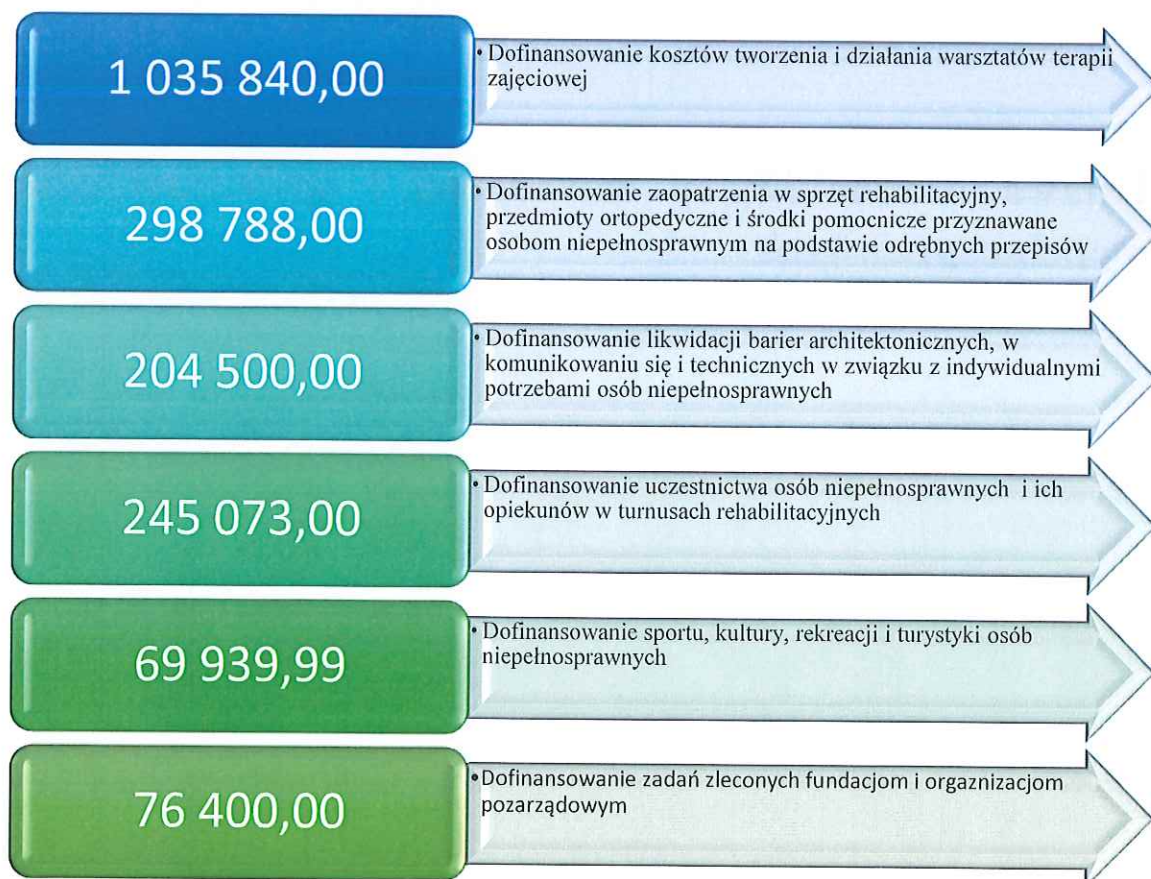 1 035 840,00
• Dofinansowanie kosztów tworzenia i działania warsztatów terapii
zajęciowej
298 788,00
• Dofinansowanie zaopatrzenia w sprzęt rehabilitacyjny,
przedmioty ortopedyczne i środki pomocnicze przyznawane
osobom niepełnosprawnym na podstawie odrębnych przepisów
204 500,00
• Dofinansowanie likwidacji barier architektonicznych, w
komunikowaniu się i technicznych w związku z indywidualnymi
potrzebami osób niepełnosprawnych
245 073,00
• Dofinansowanie uczestnictwa osób niepełnosprawnych i ich
opiekunów w turnusach rehabilitacyjnych
69 939,99
• Dofinansowanie sportu, kultury, rekreacji i turystyki osób
niepełnosprawnych
76 400,00
• Dofinansowanie zadań zleconych fundacjom i orgaznizacjom
pozarządowym